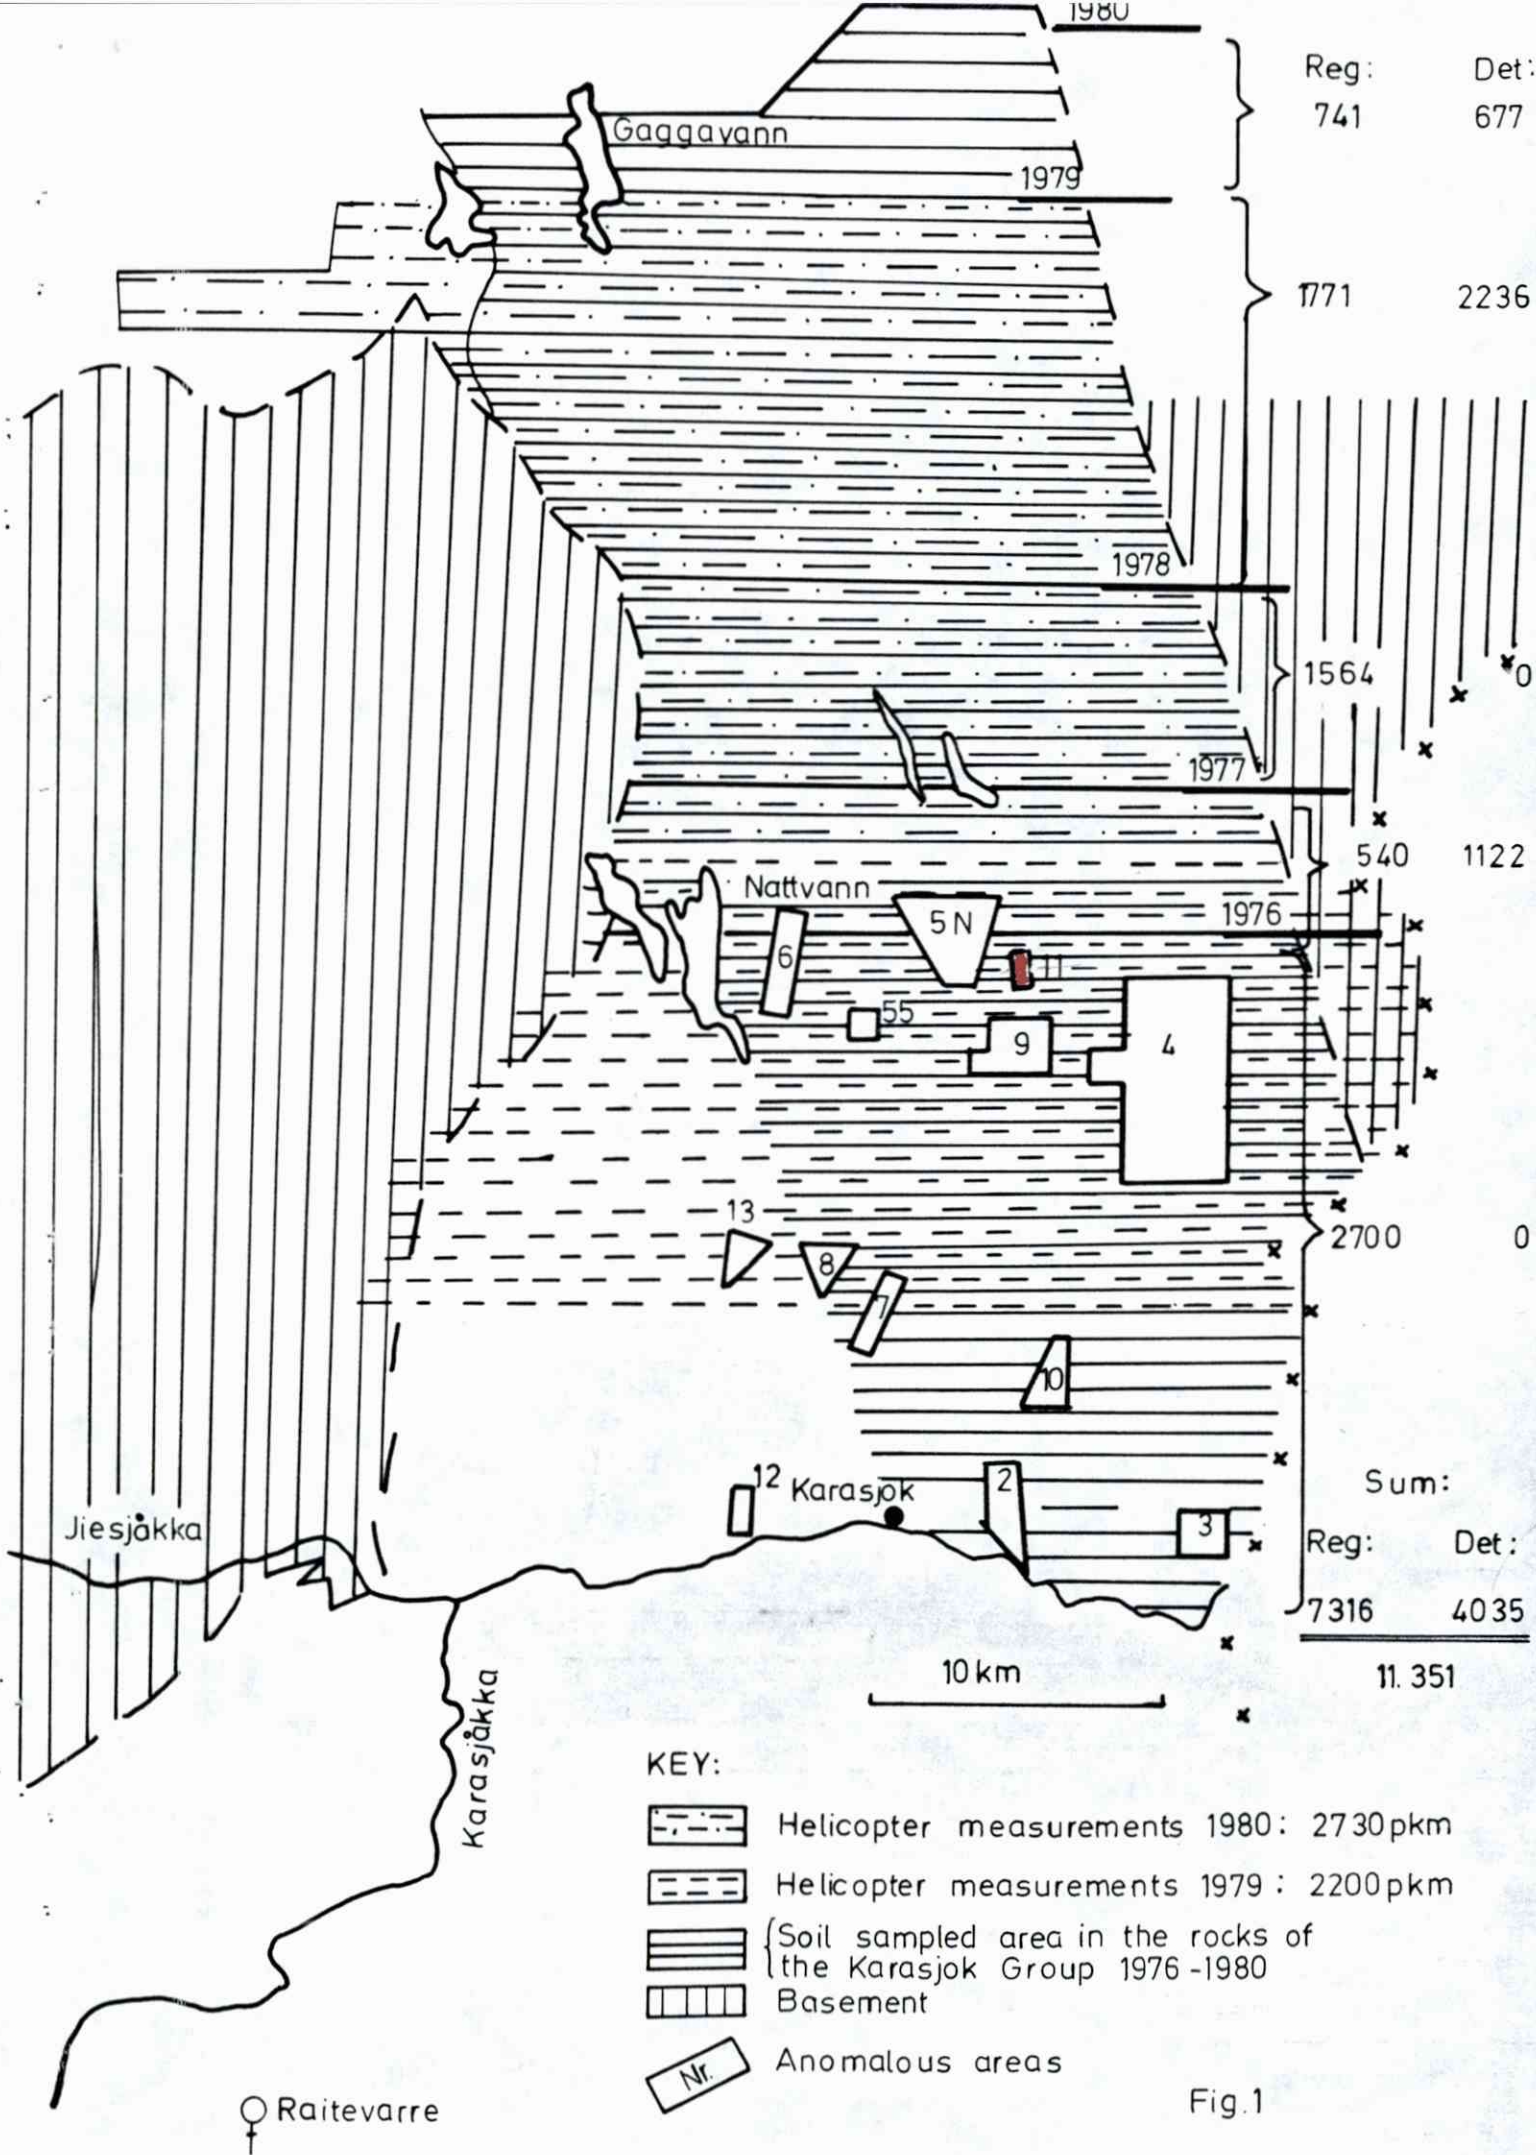 1980
Reg: Det:
741 677
Gaggavann
1979
1771 2236
1978
1564 0
1977
540 1122
Nattvann
1976
5N
6
11
55
9
4
13
2700 0
8
7
10
12 Karasjok
2
3
Sum:
Jiesjåkka
Reg: Det:
7316 4035
11.351
10 km
Karasjåkka
KEY:
Helicopter measurements 1980: 2730 pkm
Helicopter measurements 1979: 2200 pkm
Soil sampled area in the rocks of
the Karasjok Group 1976-1980
Basement
Nr.
Anomalous areas
Fig.1
Raitevarre